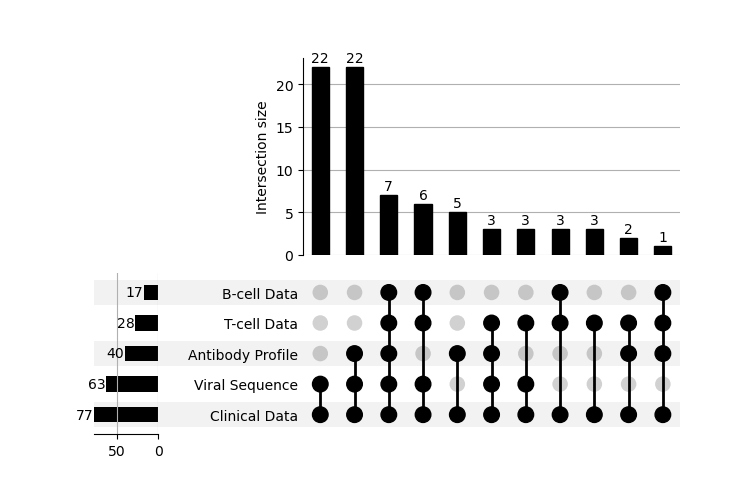 22 22
20
15
10
7
6
5
3 3 3 3
2
1
5
0
Intersection size
17 B-cell Data
28 T-cell Data
40 Antibody Profile
63 Viral Sequence
77 Clinical Data
50 0